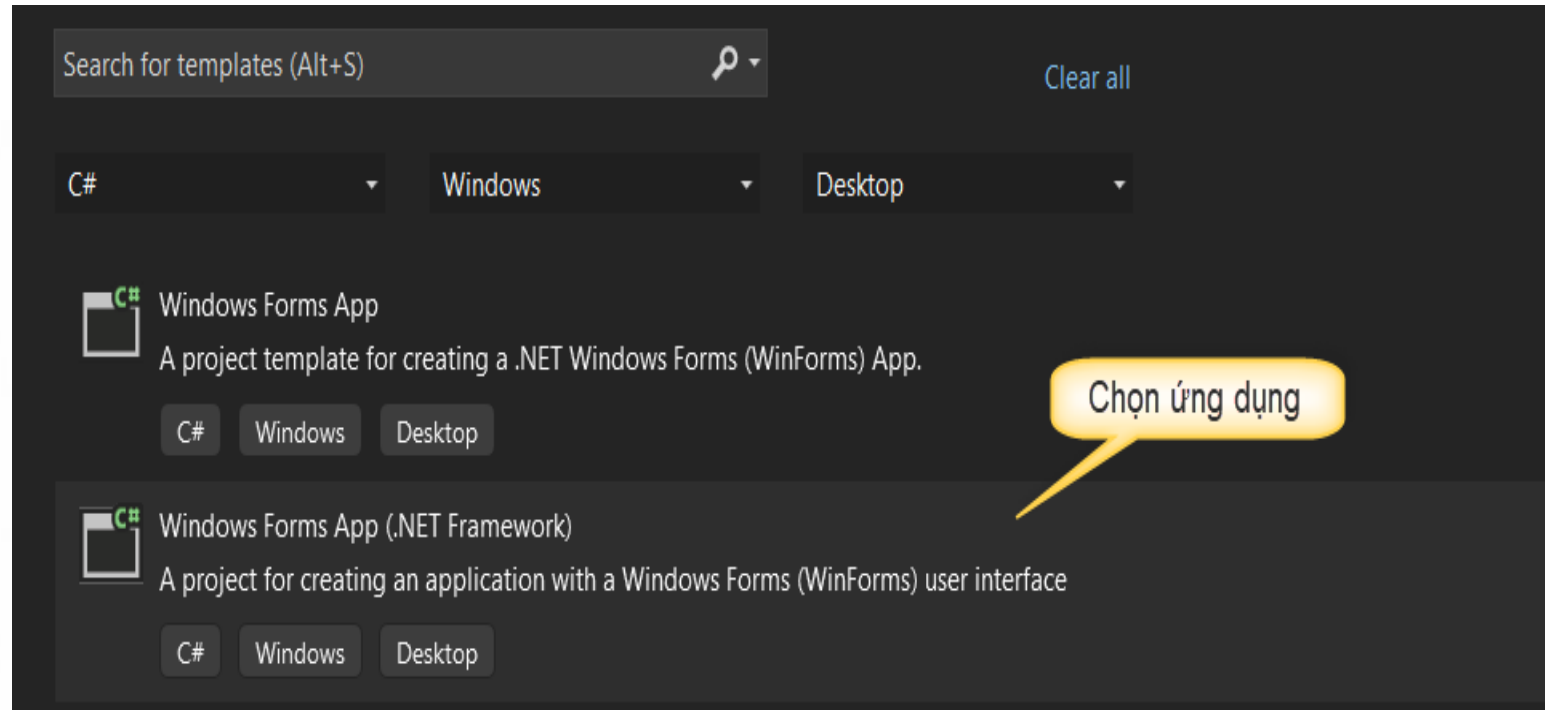 Search for templates (Alt+S)
Clear all
C#
Windows
Desktop
C#
Windows Forms App
A project template for creating a .NET Windows Forms (WinForms) App.
Chọn ứng dụng
C#
Windows
Desktop
C#
Windows Forms App (.NET Framework)
A project for creating an application with a Windows Forms (WinForms) user interface
C#
Windows
Desktop